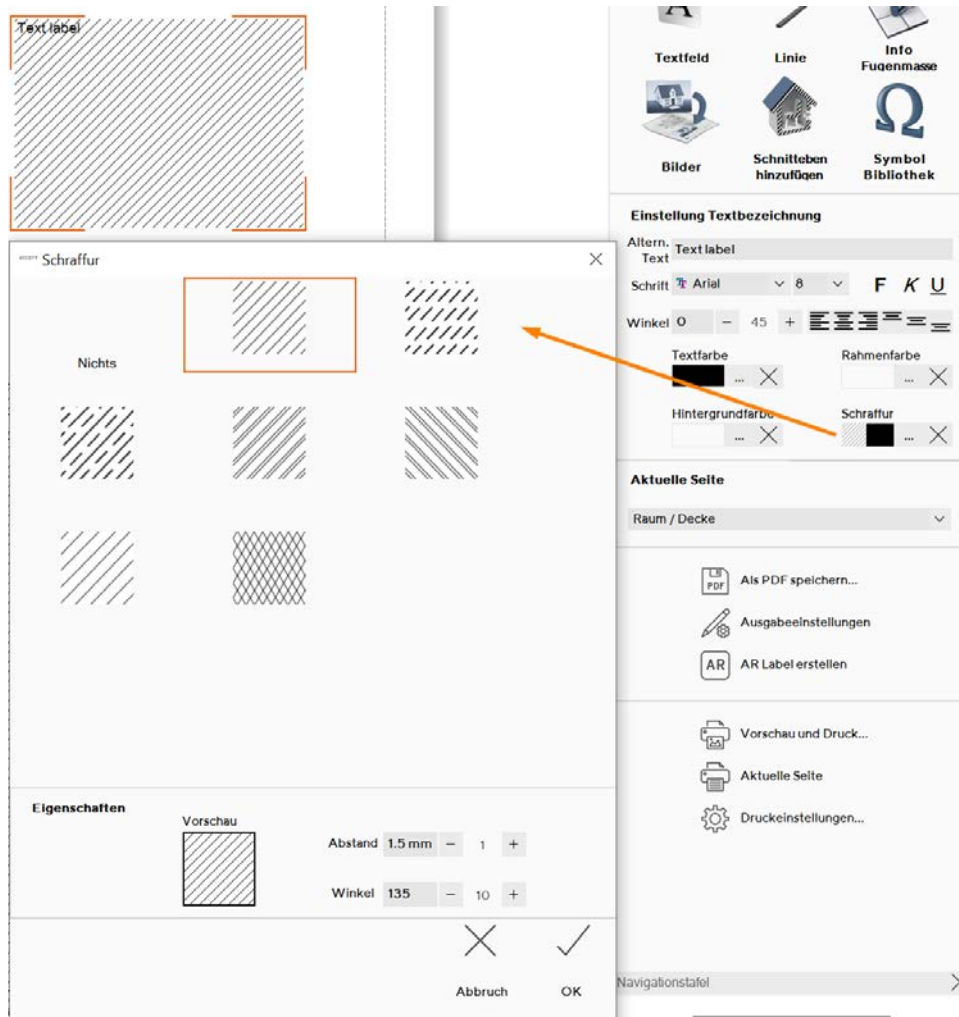 Text label
Textfeld
Linie
Info
Fugenmasse
Bilder
Schnitteben
hinzufügen
Symbol
Bibliothek
Einstellung Textbezeichnung
Altern.
Text
Text label
Schrift
Arial
8
F K U
Winkel
0 − 45 +
Textfarbe
Rahmenfarbe
...
...
Hintergrundfarbe
Schraffur
...
...
Aktuelle Seite
Raum / Decke
PDF
Als PDF speichern...
Ausgabeeinstellungen
AR
AR Label erstellen
Vorschau und Druck...
Aktuelle Seite
Druckeinstellungen...
Navigationstafel
Schraffur
Nichts
Eigenschaften
Vorschau
Abstand 1.5 mm − 1 +
Winkel 135 − 10 +
Abbruch
OK